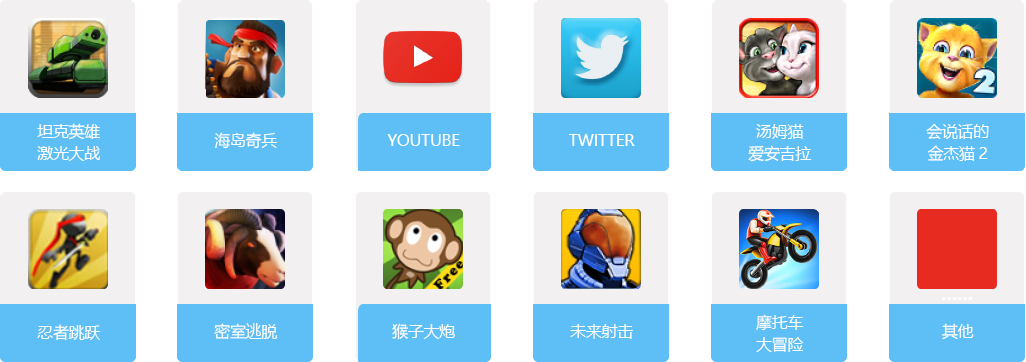 坦克英雄
激光大战
海岛奇兵
YOUTUBE
TWITTER
汤姆猫
爱安吉拉
2
会说话的
金杰猫 2
忍者跳跃
密室逃脱
Free
猴子大炮
未来射击
摩托车
大冒险
......
其他